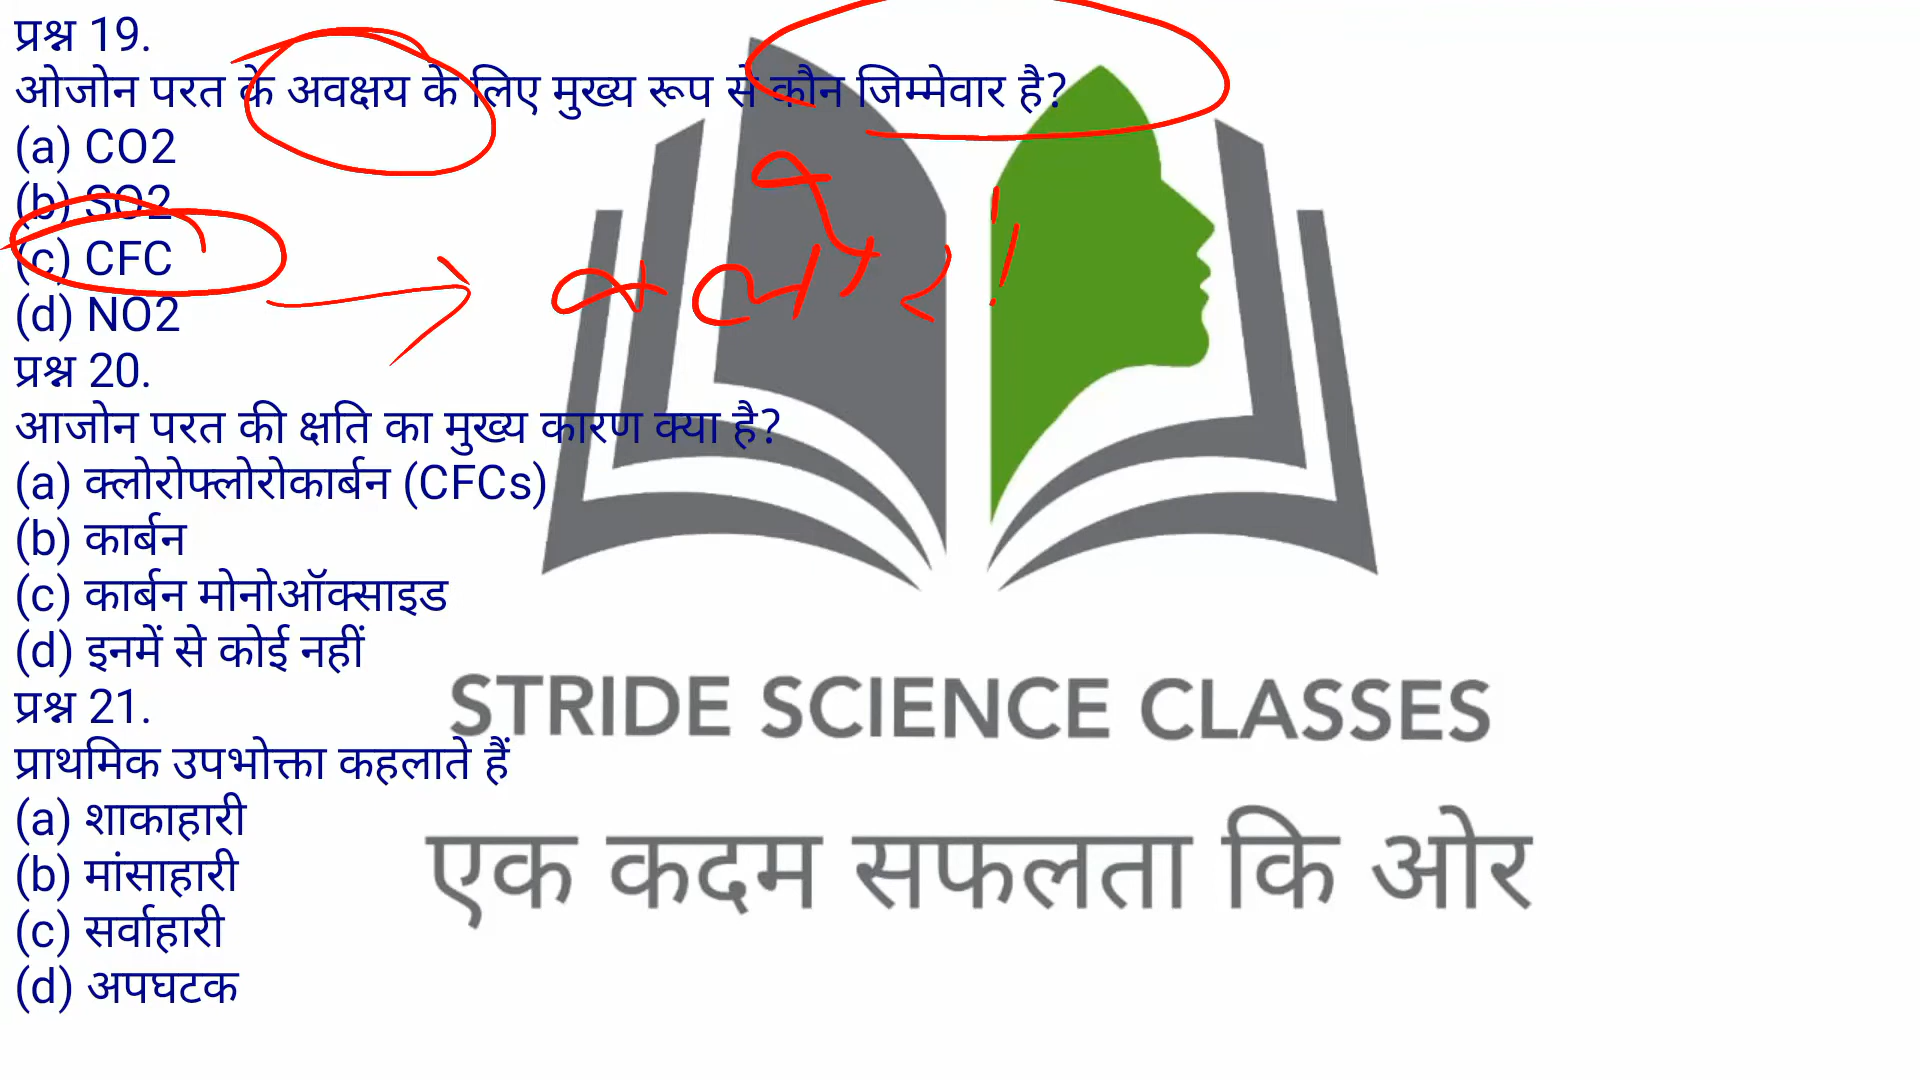 प्रश्न 19.
ओजोन परत के अवक्षय के लिए मुख्य रूप से कौन जिम्मेवार है?
(a) CO2
(b) SO2
(c) CFC
(d) NO2
प्रश्न 20.
आजोन परत की क्षति का मुख्य कारण क्या है?
(a) क्लोरोफ्लोरोकार्बन (CFCs)
(b) कार्बन
(c) कार्बन मोनोऑक्साइड
(d) इनमें से कोई नहीं
प्रश्न 21.
प्राथमिक उपभोक्ता कहलाते हैं
(a) शाकाहारी
(b) मांसाहारी
(c) सर्वाहारी
(d) अपघटक
STRIDE SCIENCE CLASSES
एक कदम सफलता कि ओर